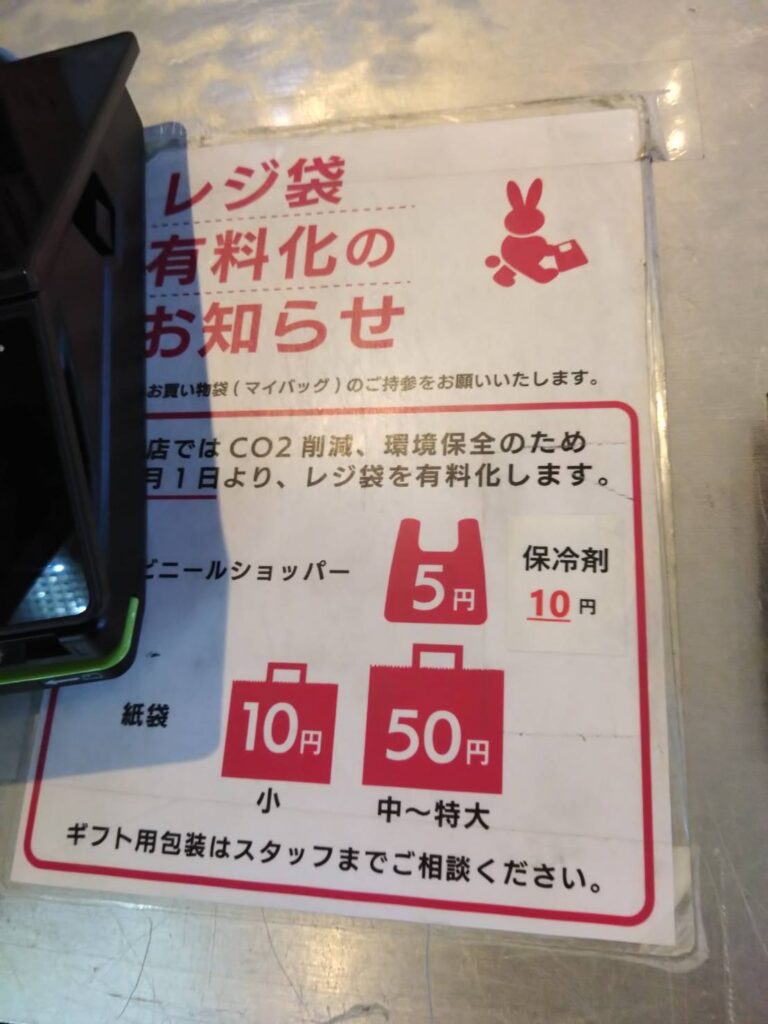 レジ袋
有料化の
お知らせ
お買い物袋(マイバッグ)のご持参をお願いいたします。
店ではCO2削減、環境保全のため
月1日より、レジ袋を有料化します。
ビニールショッパー
5円
保冷剤
10円
紙袋
10円
50円
小
中～特大
ギフト用包装はスタッフまでご相談ください。